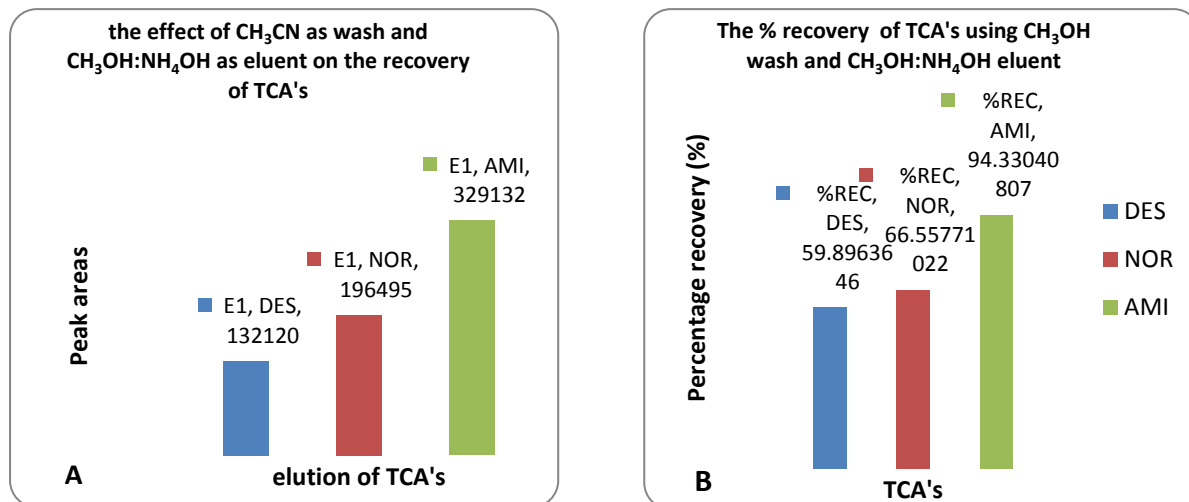 the effect of CH₃CN as wash and
CH₃OH:NH₄OH as eluent on the recovery
of TCA's
E1, AMI,
329132
E1, NOR,
196495
E1, DES,
132120
Peak areas
A
elution of TCA's
The % recovery of TCA's using CH₃OH
wash and CH₃OH:NH₄OH eluent
%REC,
AMI,
94.33040
807
%REC,
NOR,
66.55771
022
%REC,
DES,
59.89636
46
Percentage recovery (%)
DES
NOR
AMI
B
TCA's